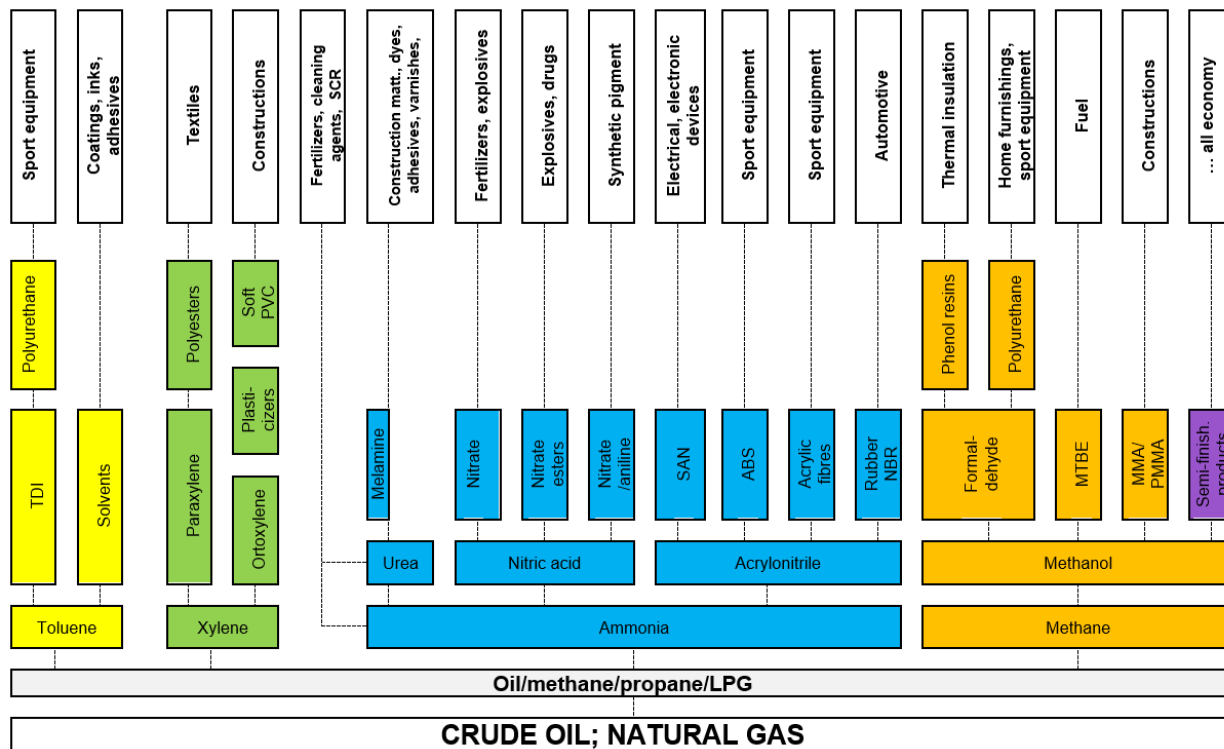 Sport equipment
Coatings, inks,
adhesives
Textiles
Constructions
Fertilizers, cleaning
agents,  SCR
Construction matt., dyes,
adhesives, varnishes,
Fertilizers, explosives
Explosives, drugs
Synthetic pigment
Electrical, electronic
devices
Sport equipment
Sport equipment
Automotive
Thermal insulation
Home furnishings,
sport equipment
Fuel
Constructions
... all economy
Polyurethane
Polyesters
Soft
PVC
Phenol resins
Polyurethane
Plasti-
cizers
TDI
Solvents
Paraxylene
Ortoxylene
Melamine
Nitrate
Nitrate
esters
Nitrate
/aniline
SAN
ABS
Acrylic
fibres
Rubber
NBR
Formal-
dehyde
MTBE
MMA/
PMMA
Semi-finish.
products
Urea
Nitric acid
Acrylonitrile
Methanol
Toluene
Xylene
Ammonia
Methane
Oil/methane/propane/LPG
CRUDE OIL; NATURAL GAS